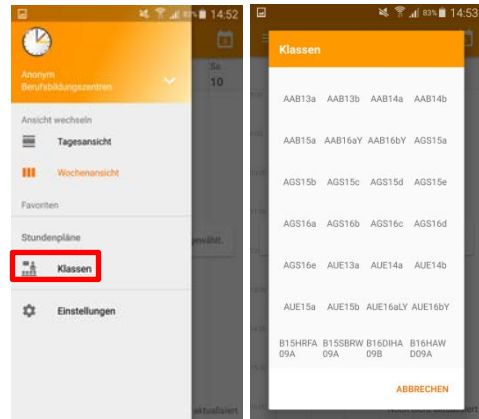 14:52
Anonym
Berufsbildungszentren
Sa.
10
Ansicht wechseln
Tagesansicht
Wochenansicht
Favoriten
Stundenpläne
Klassen
Einstellungen
aktualisiert
83% 14:53
Klassen
AAB13a AAB13b AAB14a AAB14b
AAB15a AAB16aY AAB16bY AGS15a
AGS15b AGS15c AGS15d AGS15e
AGS16a AGS16b AGS16c AGS16d
AGS16e AUE13a AUE14a AUE14b
AUE15a AUE15b AUE16aLY AUE16bY
B15HRFA B15SBRW B16DIHA B16HAW
09A 09A 09B D09A
ABBRECHEN